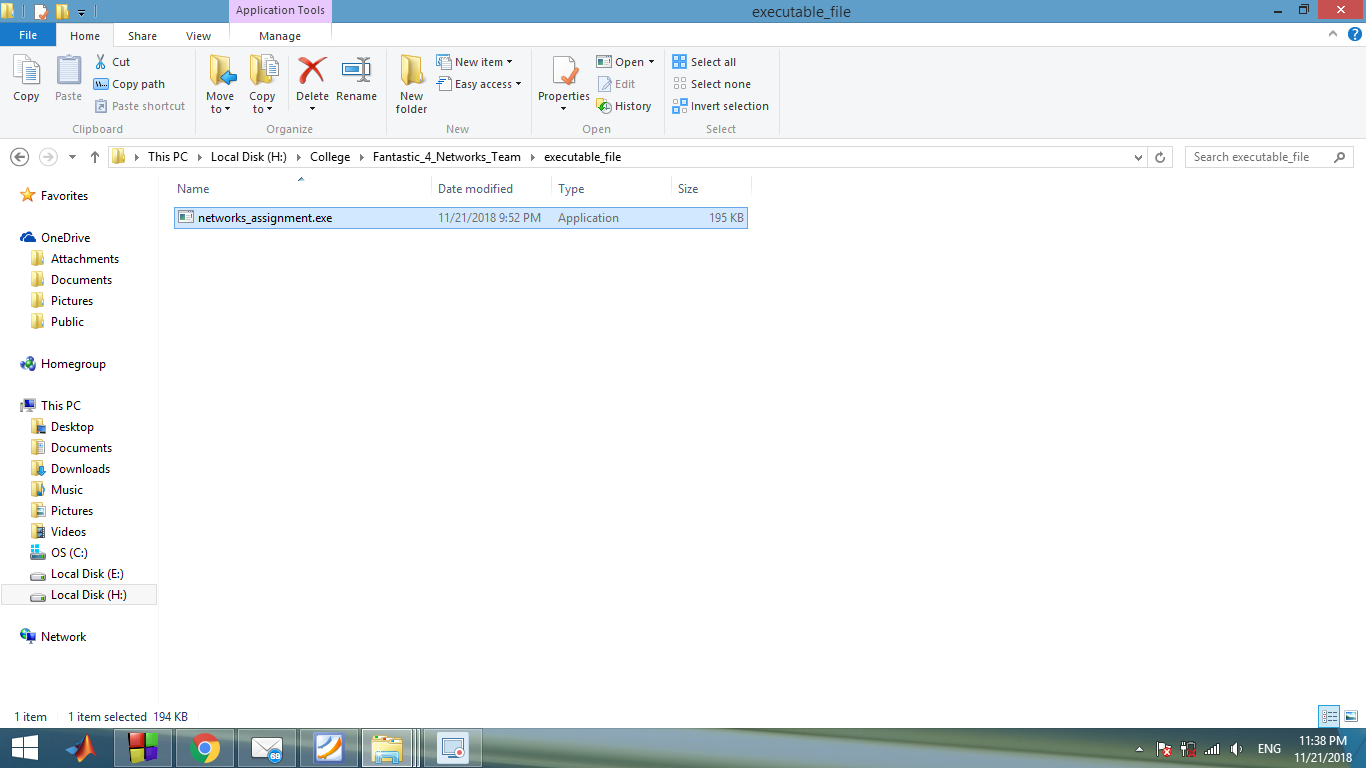 Application Tools
executable_file
File Home Share View Manage
Copy
Paste
Cut
Copy path
Paste shortcut
Clipboard
Move to
Copy to
Delete
Rename
Organize
New folder
New item
Easy access
New
Properties
Open
Edit
History
Open
Select all
Select none
Invert selection
Select
This PC Local Disk (H:) College Fantastic_4_Networks_Team executable_file
Search executable_file
Name Date modified Type Size
networks_assignment.exe 11/21/2018 9:52 PM Application 195 KB
Favorites
OneDrive
Attachments
Documents
Pictures
Public
Homegroup
This PC
Desktop
Documents
Downloads
Music
Pictures
Videos
OS (C:)
Local Disk (E:)
Local Disk (H:)
Network
1 item 1 item selected 194 KB
69
ENG
11:38 PM
11/21/2018